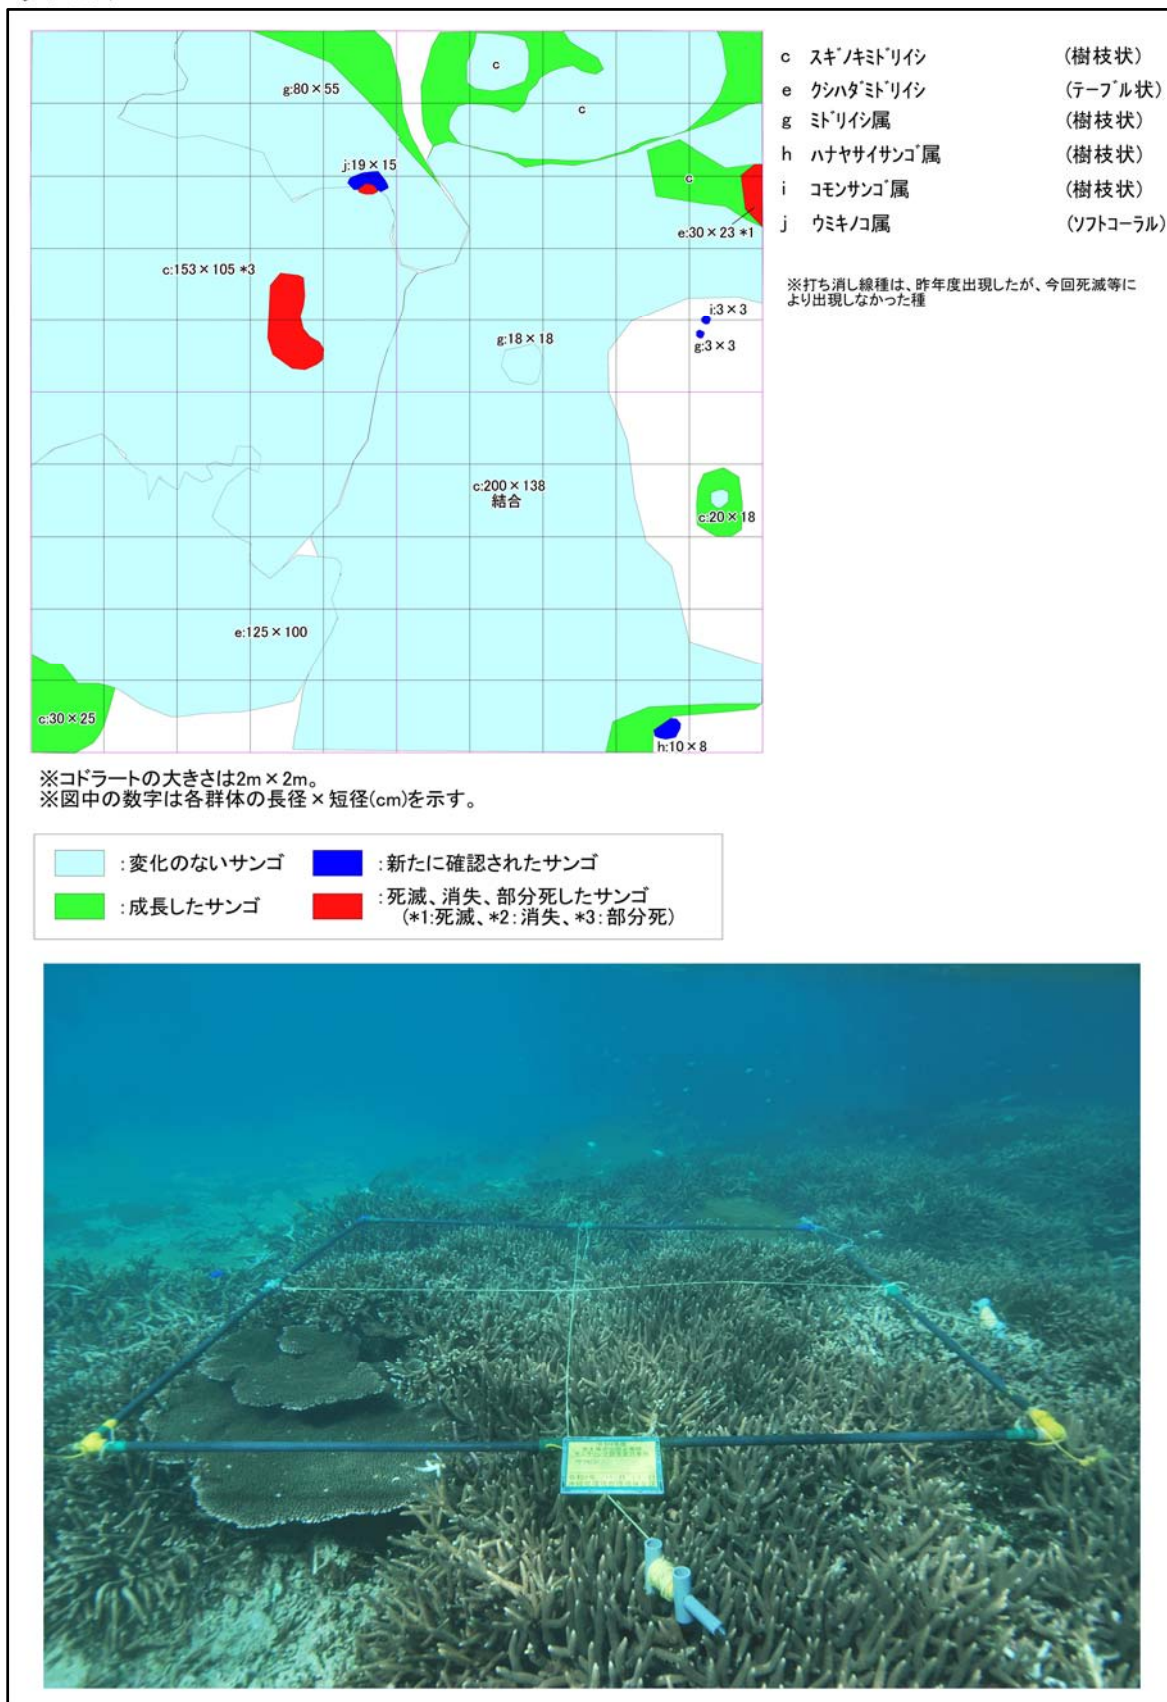 c
g:80×55
c
j:19×15
c
e:30×23 *1
c:153×105 *3
i:3×3
g:18×18
g:3×3
c:200×138
結合
c:20×18
e:125×100
c:30×25
h:10×8
c スギノキミドリイシ (樹枝状)
e クシハダミドリイシ (テーブル状)
g ミドリイシ属 (樹枝状)
h ハナヤサイサンゴ属 (樹枝状)
i コモンサンゴ属 (樹枝状)
j ウミキノコ属 (ソフトコーラル)
※打ち消し線種は、昨年度出現したが、今回死滅等に
より出現しなかった種
※コドラートの大きさは2m×2m。
※図中の数字は各群体の長径×短径(cm)を示す。
:変化のないサンゴ
:新たに確認されたサンゴ
:成長したサンゴ
:死滅、消失、部分死したサンゴ
(*1:死滅、*2:消失、*3:部分死)